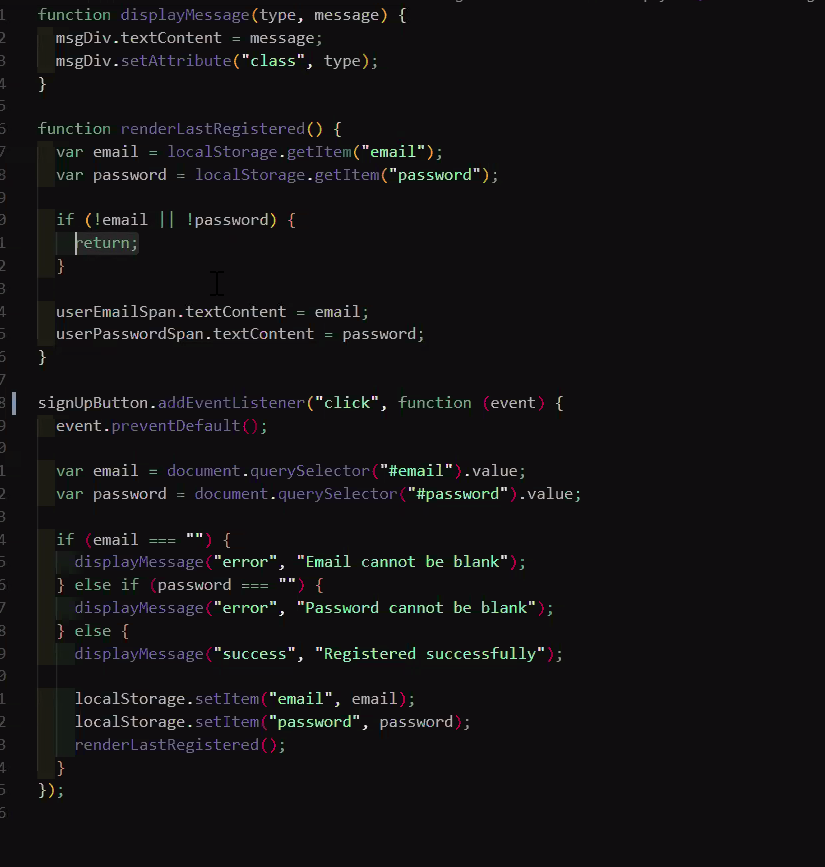 function displayMessage(type, message) {
  msgDiv.textContent = message;
  msgDiv.setAttribute("class", type);
}

function renderLastRegistered() {
  var email = localStorage.getItem("email");
  var password = localStorage.getItem("password");

  if (!email || !password) {
    return;
  }

  userEmailSpan.textContent = email;
  userPasswordSpan.textContent = password;
}

signUpButton.addEventListener("click", function (event) {
  event.preventDefault();

  var email = document.querySelector("#email").value;
  var password = document.querySelector("#password").value;

  if (email === "") {
    displayMessage("error", "Email cannot be blank");
  } else if (password === "") {
    displayMessage("error", "Password cannot be blank");
  } else {
    displayMessage("success", "Registered successfully");

    localStorage.setItem("email", email);
    localStorage.setItem("password", password);
    renderLastRegistered();
  }
});